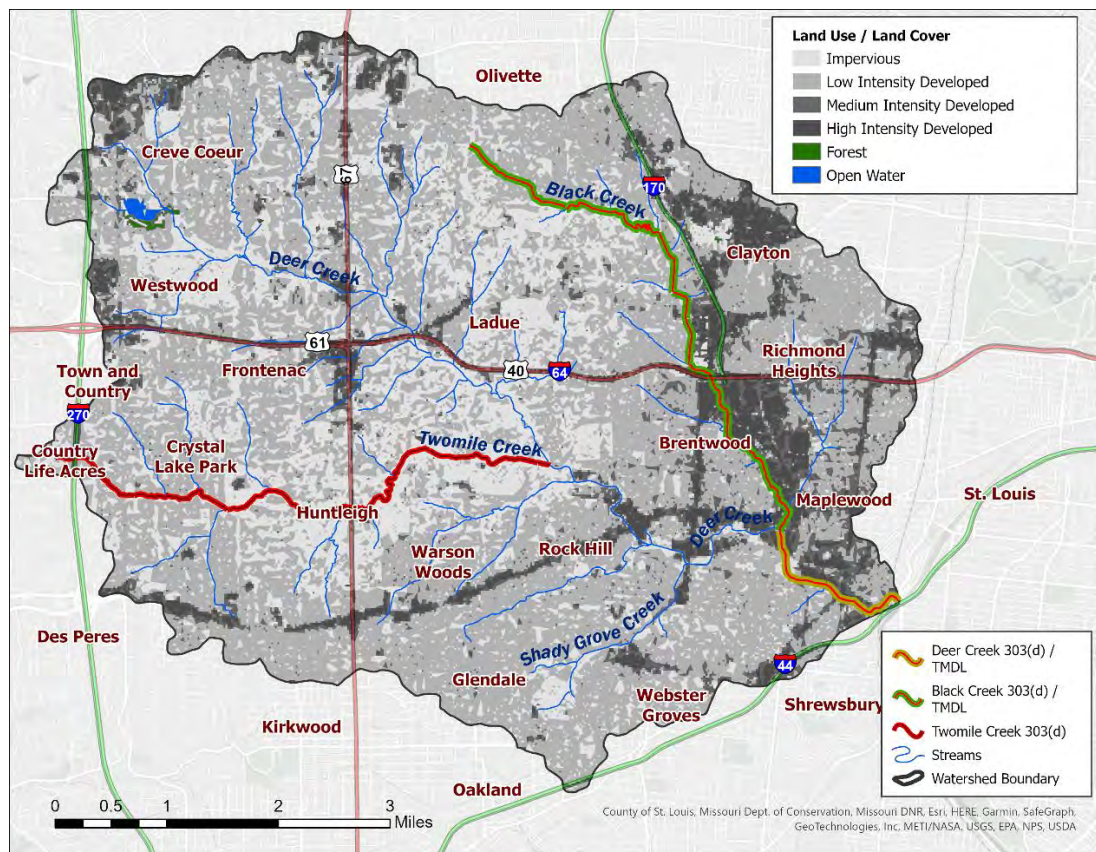 Land Use / Land Cover
Impervious
Low Intensity Developed
Medium Intensity Developed
High Intensity Developed
Forest
Open Water
Olivette
Creve Coeur
67
170
Black Creek
Clayton
Deer Creek
Westwood
Ladue
61
Richmond
Heights
Frontenac
40
64
Town and
Country
270
Country
Life Acres
Crystal
Lake Park
Twomile Creek
Brentwood
Maplewood
St. Louis
Huntleigh
Deer Creek
Warson
Woods
Rock Hill
Des Peres
Shady Grove Creek
Glendale
44
Webster
Groves
Shrewsbury
Kirkwood
Oakland
Deer Creek 303(d) /
TMDL
Black Creek 303(d) /
TMDL
Twomile Creek 303(d)
Streams
Watershed Boundary
0 0.5 1 2 3
Miles
County of St. Louis, Missouri Dept. of Conservation, Missouri DNR, Esri, HERE, Garmin, SafeGraph,
GeoTechnologies, Inc, METI/NASA, USGS, EPA, NPS, USDA